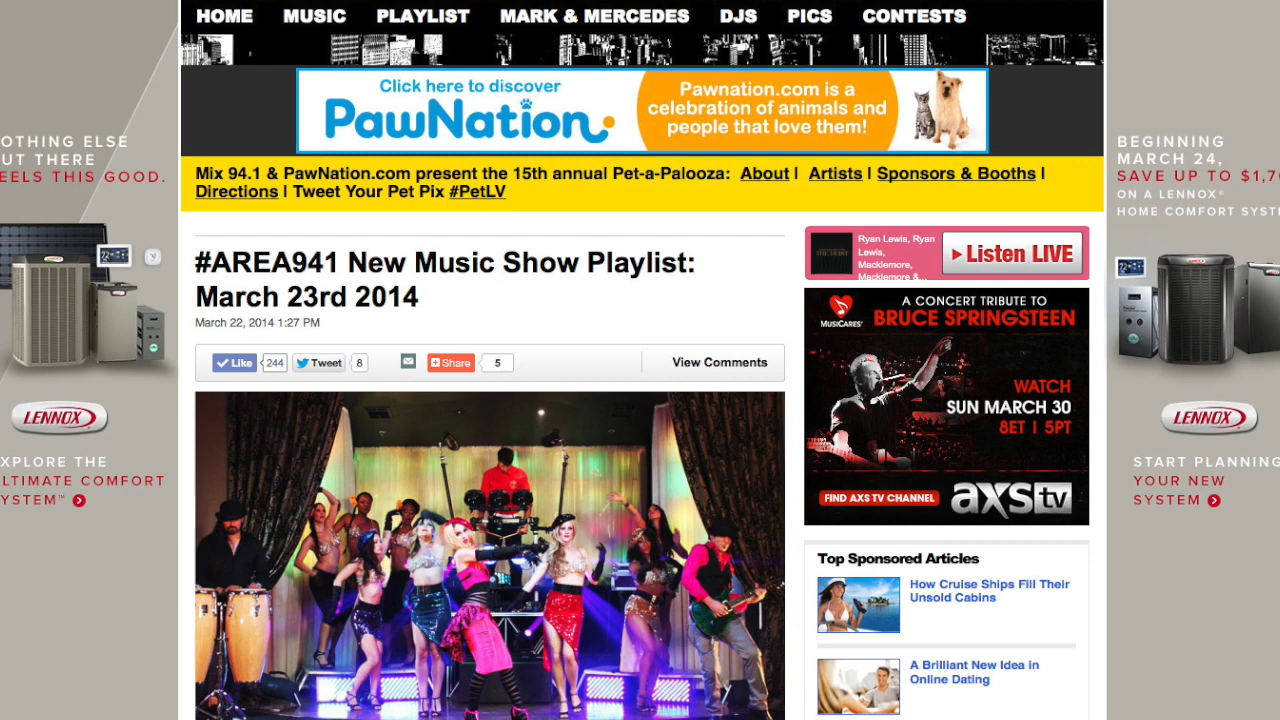 HOME MUSIC PLAYLIST MARK & MERCEDES DJS PICS CONTESTS
Click here to discover
PawNation.
Pawnation.com is a
celebration of animals and
people that love them!
Mix 94.1 & PawNation.com present the 15th annual Pet-a-Palooza: About | Artists | Sponsors & Booths |
Directions | Tweet Your Pet Pix #PetLV
OTHING ELSE
UT THERE
EELS THIS GOOD.
LENNOX
XPLORE THE
LTIMATE COMFORT
YSTEM™
#AREA941 New Music Show Playlist:
March 23rd 2014
March 22, 2014 1:27 PM
Like 244 Tweet 8 Share 5 View Comments
Ryan Lewis, Ryan
Lewis,
Macklemore,
Macklemore &...
Listen LIVE
MUSICARES®
A CONCERT TRIBUTE TO
BRUCE SPRINGSTEEN
WATCH
SUN MARCH 30
8ET | 5PT
FIND AXS TV CHANNEL
axs tv
Top Sponsored Articles
How Cruise Ships Fill Their
Unsold Cabins
A Brilliant New Idea in
Online Dating
BEGINNING
MARCH 24,
SAVE UP TO $1,70
ON A LENNOX®
HOME COMFORT SYST
LENNOX
START PLANNING
YOUR NEW
SYSTEM